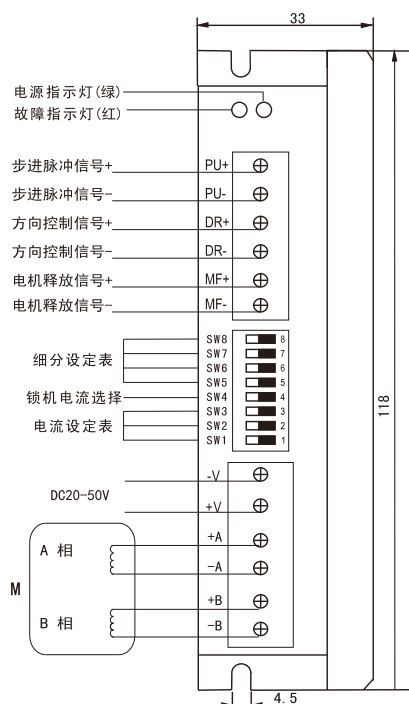 33
电源指示灯(绿)
故障指示灯(红)
步进脉冲信号+ PU+
步进脉冲信号- PU-
方向控制信号+ DR+
方向控制信号- DR-
电机释放信号+ MF+
电机释放信号- MF-
SW8 8
SW7 7
细分设定表
SW6 6
SW5 5
锁机电流选择 SW4 4
SW3 3
电流设定表 SW2 2
SW1 1
118
-V
DC20-50V
+V
+A
A 相
-A
M
+B
B 相
-B
4.5